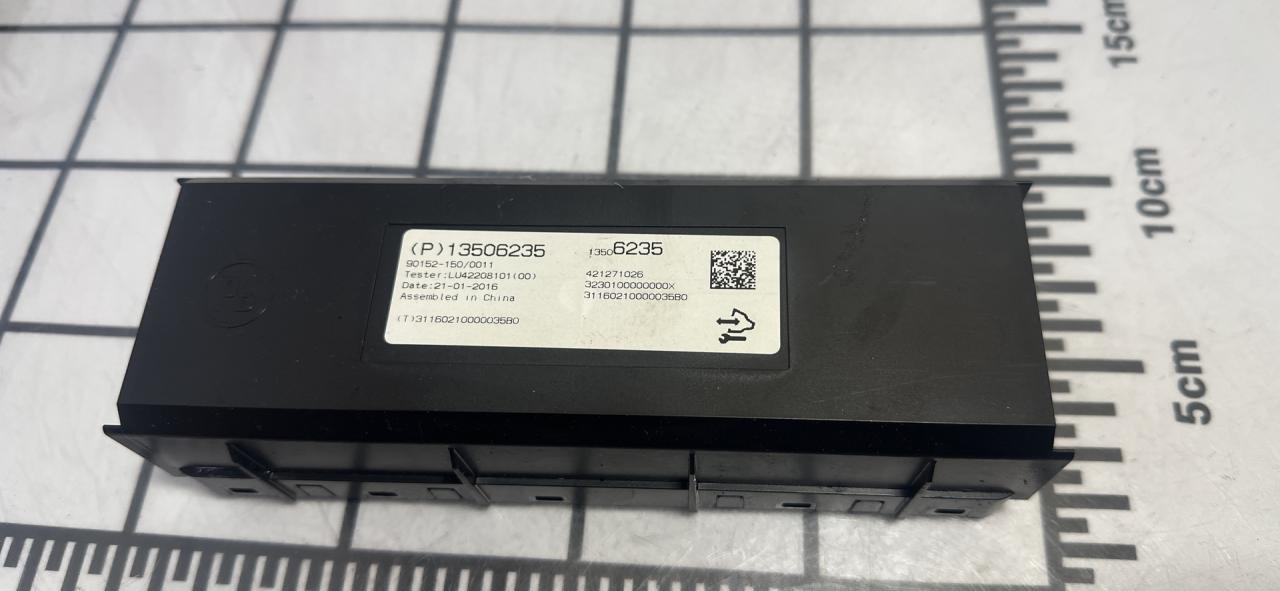 (P)13506235
13506235
90152-150/0011
Tester:LU42208101(00)
421271026
Date:21-01-2016
3230100000000X
Assembled in China
31160210000035B0
(T)31160210000035B0
15cm
10cm
5cm